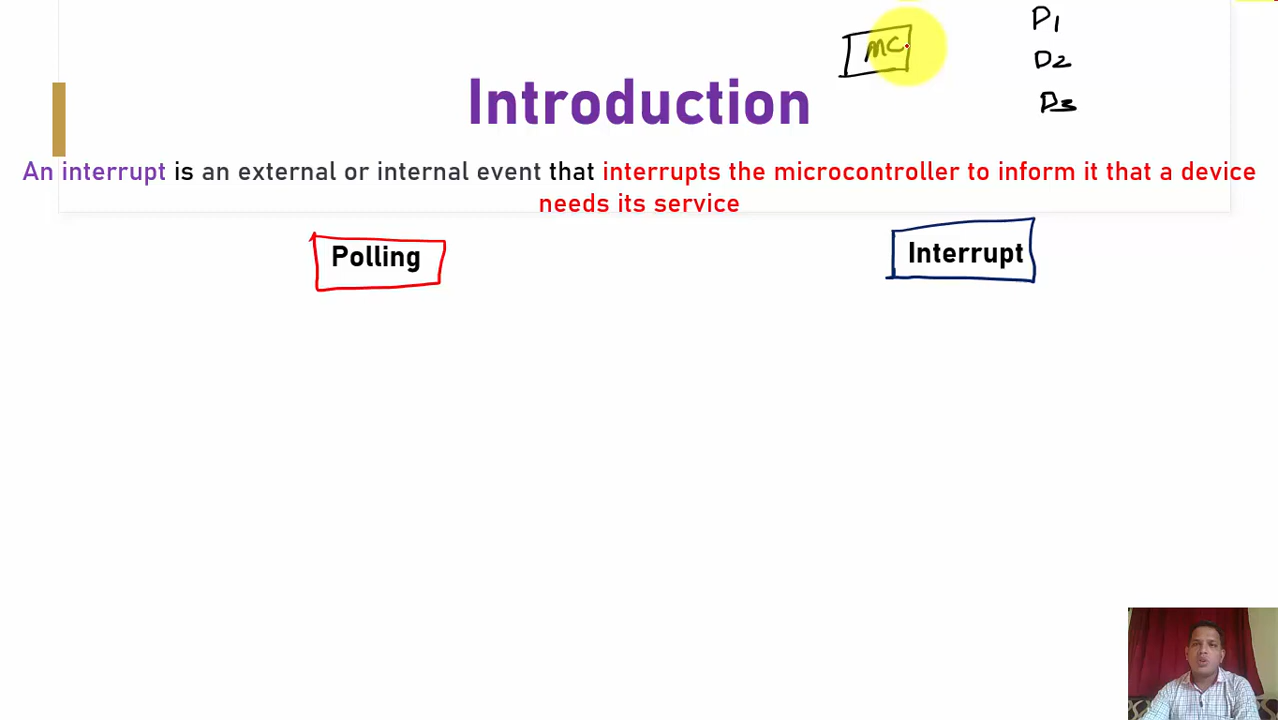 MC
D1
D2
D3
Introduction
An interrupt is an external or internal event that interrupts the microcontroller to inform it that a device
needs its service
Polling
Interrupt